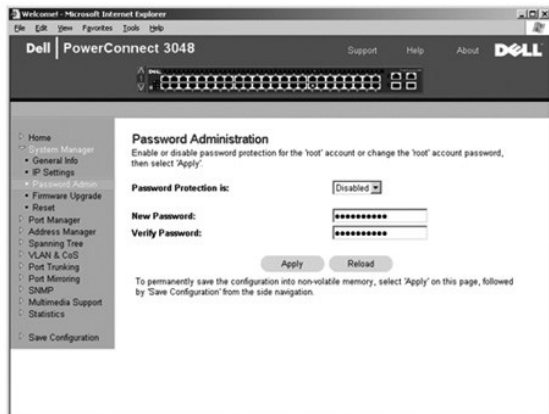 Welcome! - Microsoft Internet Explorer
File Edit View Favorites Tools Help
Dell | PowerConnect 3048
Support Help About DELL
Home
System Manager
General Info
IP Settings
Password Admin
Firmware Upgrade
Reset
Port Manager
Address Manager
Spanning Tree
VLAN & CoS
Port Trunking
Port Mirroring
SNMP
Multimedia Support
Statistics
Save Configuration
Password Administration
Enable or disable password protection for the 'root' account or change the 'root' account password,
then select 'Apply'.
Password Protection is: Disabled
New Password: ••••••••••
Verify Password: ••••••••••
Apply Reload
To permanently save the configuration into non-volatile memory, select 'Apply' on this page, followed
by 'Save Configuration' from the side navigation.